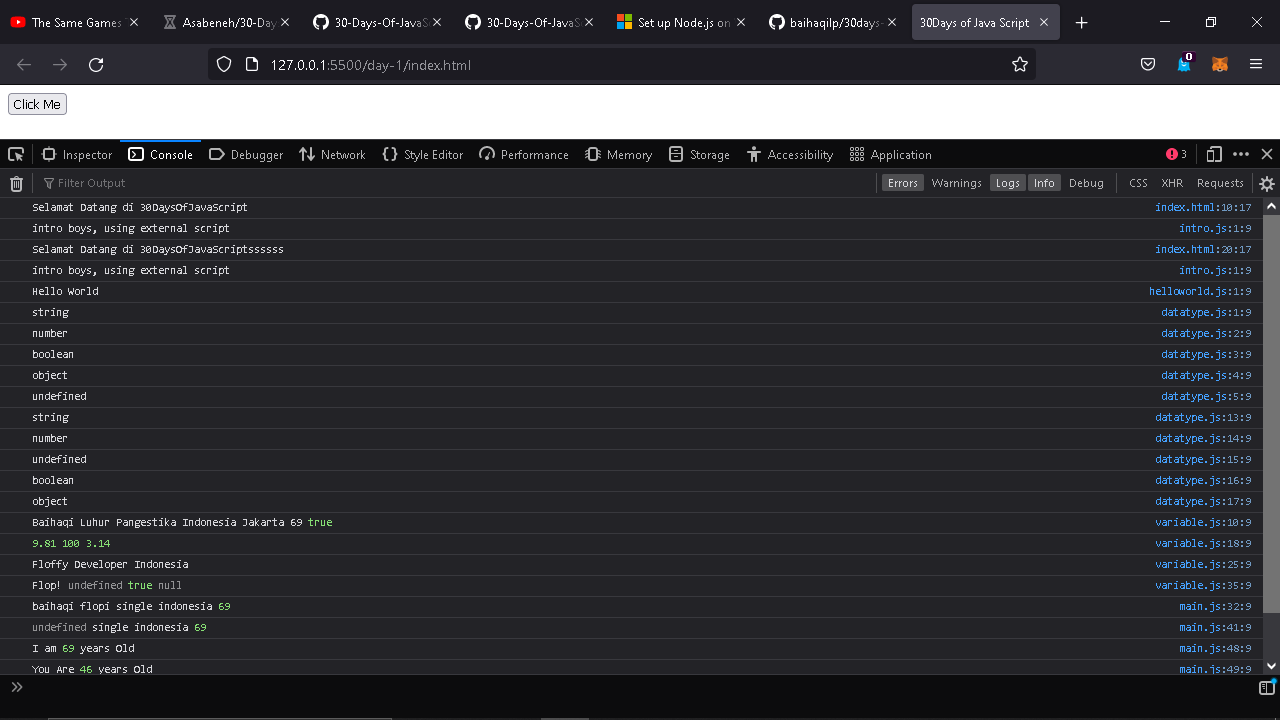 The Same Games
Asabeneh/30-Day
30-Days-Of-JavaS
30-Days-Of-JavaS
Set up Node.js on
baihaqilp/30days-
30Days of Java Script
127.0.0.1:5500/day-1/index.html
0
Click Me
Inspector Console Debugger Network Style Editor Performance Memory Storage Accessibility Application 3
Filter Output Errors Warnings Logs Info Debug CSS XHR Requests
Selamat Datang di 30DaysOfJavaScript index.html:10:17
intro boys, using external script intro.js:1:9
Selamat Datang di 30DaysOfJavaScriptssssss index.html:20:17
intro boys, using external script intro.js:1:9
Hello World helloworld.js:1:9
string datatype.js:1:9
number datatype.js:2:9
boolean datatype.js:3:9
object datatype.js:4:9
undefined datatype.js:5:9
string datatype.js:13:9
number datatype.js:14:9
undefined datatype.js:15:9
boolean datatype.js:16:9
object datatype.js:17:9
Baihaqi Luhur Pangestika Indonesia Jakarta 69 true variable.js:10:9
9.81 100 3.14 variable.js:18:9
Floffy Developer Indonesia variable.js:25:9
Flop! undefined true null variable.js:35:9
baihaqi flopi single indonesia 69 main.js:32:9
undefined single indonesia 69 main.js:41:9
I am 69 years Old main.js:48:9
You Are 46 years Old main.js:49:9